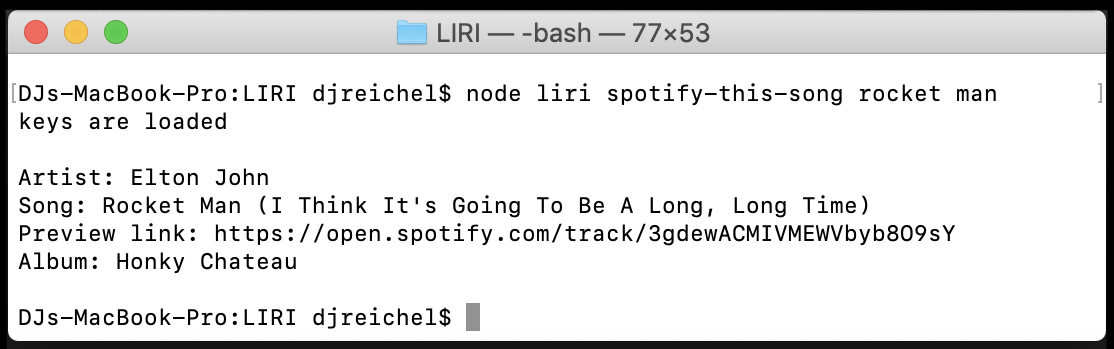 LIRI — -bash — 77×53
[DJs-MacBook-Pro:LIRI djreichel$ node liri spotify-this-song rocket man ]
keys are loaded
Artist: Elton John
Song: Rocket Man (I Think It's Going To Be A Long, Long Time)
Preview link: https://open.spotify.com/track/3gdewACMIVMEWVbyb8O9sY
Album: Honky Chateau
DJs-MacBook-Pro:LIRI djreichel$